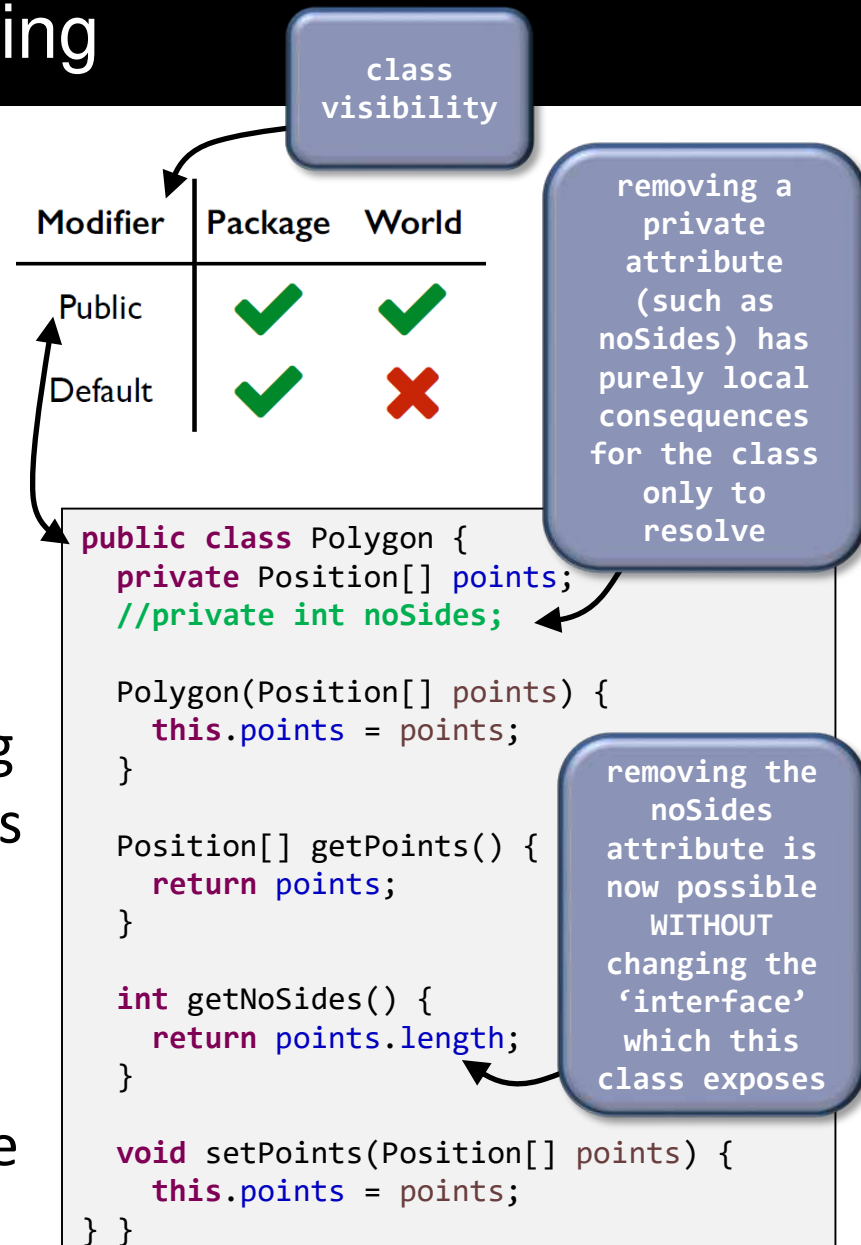 ing
class
visibility
Modifier Package World
Public
Default
removing a
private
attribute
(such as
noSides) has
purely local
consequences
for the class
only to
resolve
public class Polygon {
private Position[] points;
//private int noSides;
Polygon(Position[] points) {
this.points = points;
}
Position[] getPoints() {
return points;
}
int getNoSides() {
return points.length;
}
void setPoints(Position[] points) {
this.points = points;
} }
removing the
noSides
attribute is
now possible
WITHOUT
changing the
‘interface’
which this
class exposes
g
s
e